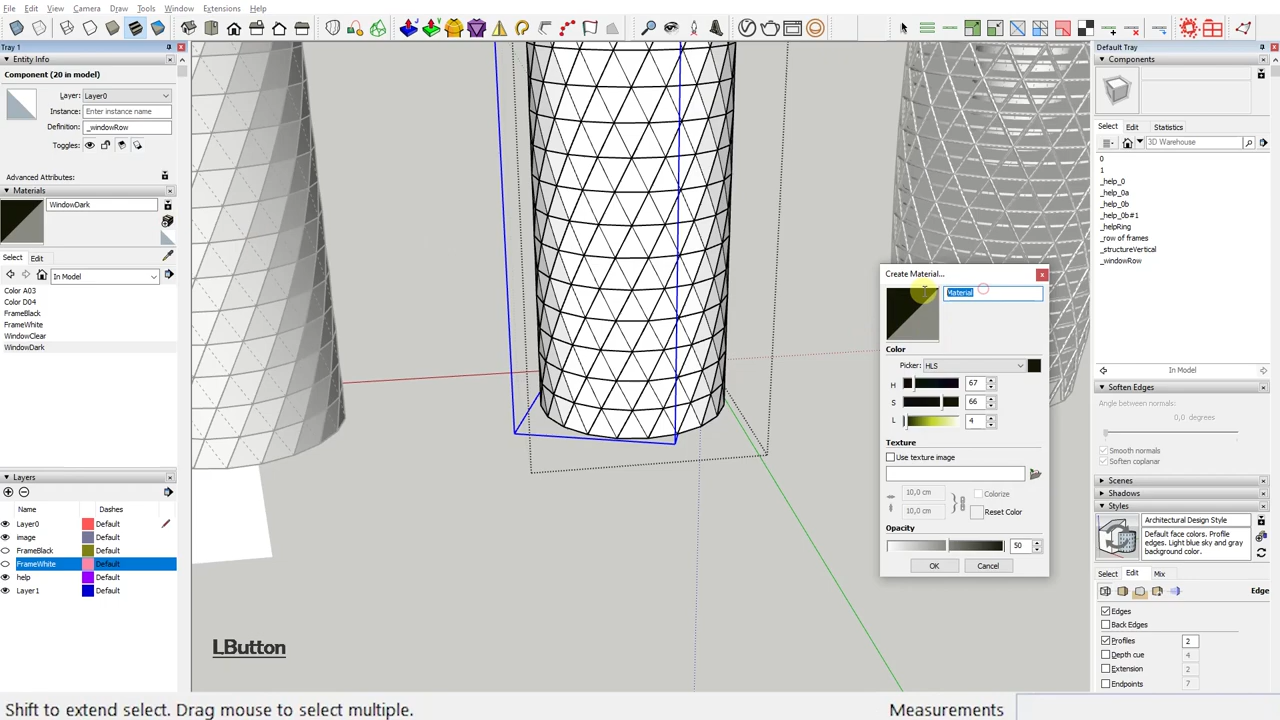 File Edit View Camera Draw Tools Window Extensions Help
Tray 1
Entity Info
Component (20 in model)
Layer: Layer0
Instance: Enter instance name
Definition: _windowRow
Toggles:
Advanced Attributes:
Materials
WindowDark
Select Edit
In Model
Color A03
Color D04
FrameBlack
FrameWhite
WindowClear
WindowDark
Layers
Name Dashes
Layer0 Default
image Default
FrameBlack Default
FrameWhite Default
help Default
Layer1 Default
LBUtton
Create Material...
Material
Color
Picker: HLS
H 67
S 66
L 4
Texture
Use texture image
10,0 cm Colorize
10,0 cm Reset Color
Opacity
50
OK Cancel
Default Tray
Components
Select Edit Statistics
3D Warehouse
0
1
_help_0
_help_0a
_help_0b
_help_0b#1
_helpRing
_row of frames
_structureVertical
_windowRow
In Model
Soften Edges
Angle between normals:
0,0 degrees
Smooth normals
Soften coplanar
Scenes
Shadows
Styles
Architectural Design Style
Default face colors. Profile edges. Light blue sky and gray background color.
Select Edit Mix
Edge
Edges
Back Edges
Profiles 2
Depth cue 4
Extension 2
Endpoints 7
Shift to extend select. Drag mouse to select multiple. Measurements